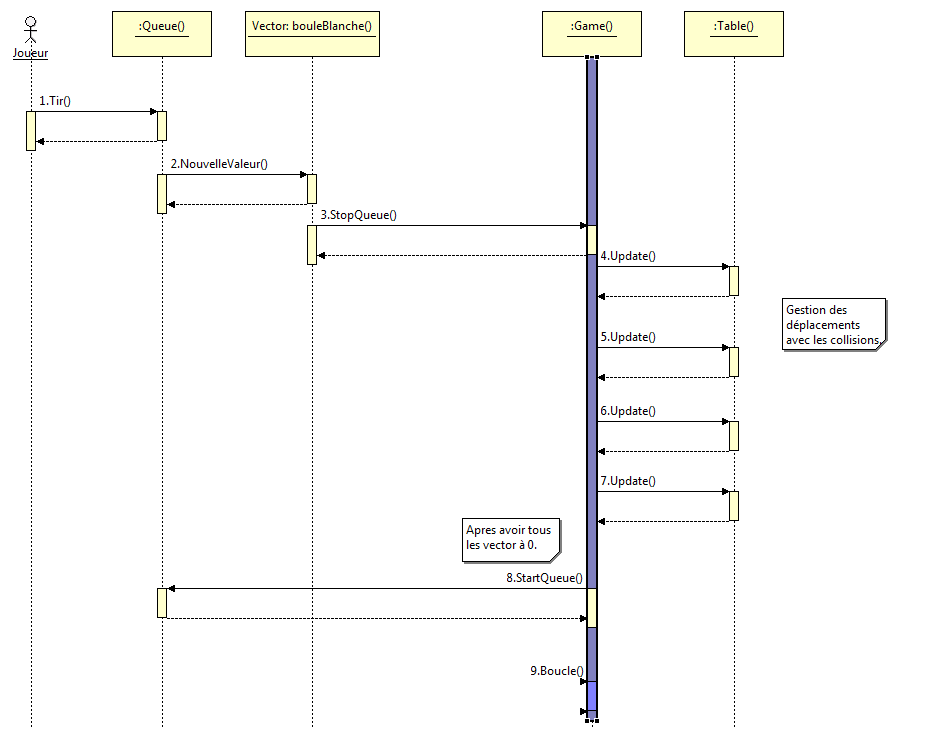 :Queue()
Vector: bouleBlanche()
:Game()
:Table()
Joueur
1.Tir()
2.NouvelleValeur()
3.StopQueue()
4.Update()
Gestion des
déplacements
avec les collisions.
5.Update()
6.Update()
7.Update()
Apres avoir tous
les vector à 0.
8.StartQueue()
9.Boucle()